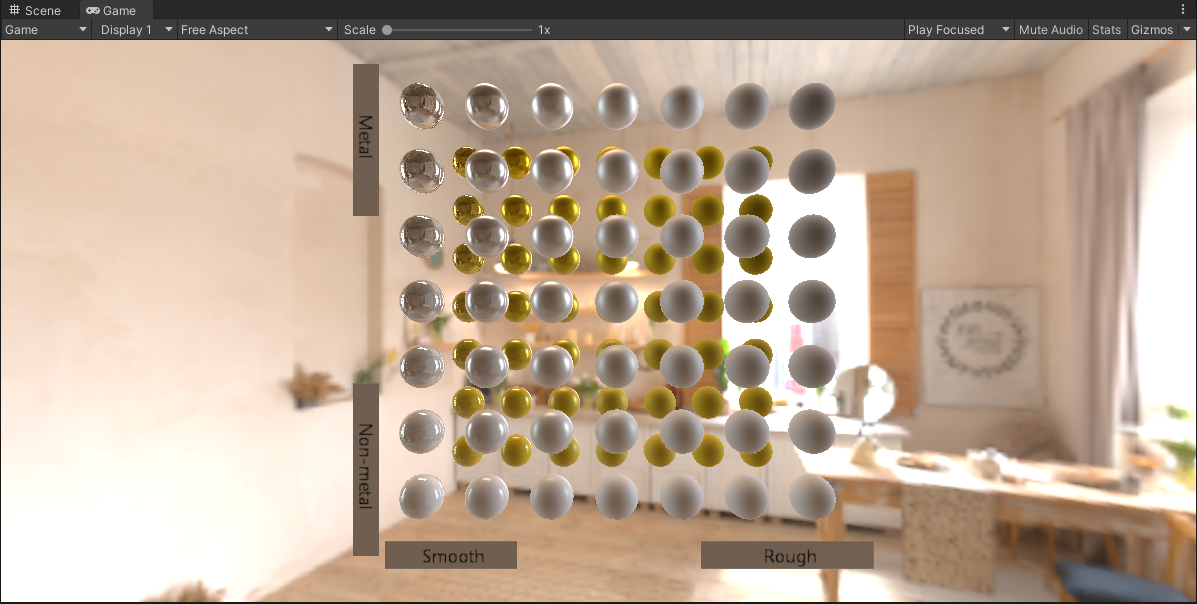 Scene
Game
Game
Display 1
Free Aspect
Scale
1x
Play Focused
Mute Audio
Stats
Gizmos
Metal
Non-metal
Smooth
Rough